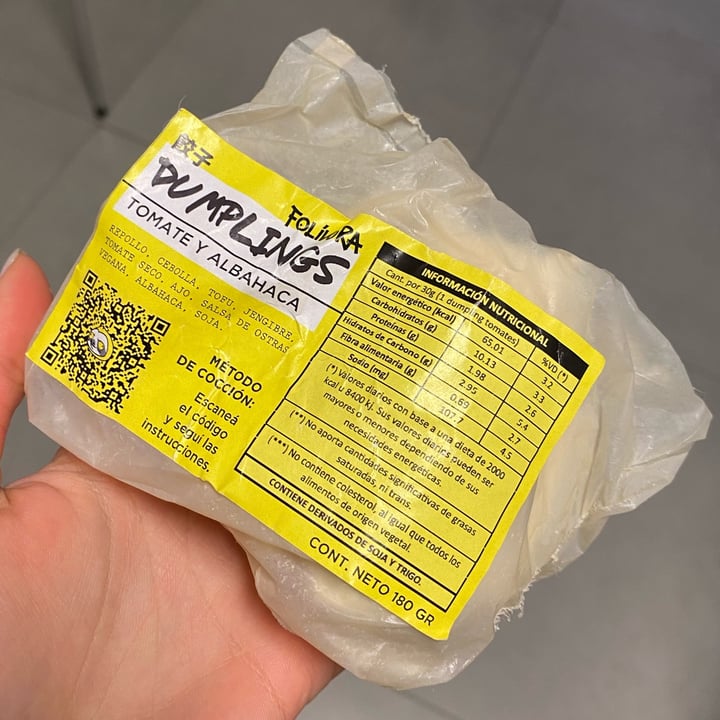 餃子
DUMPLINGS
FOLIVRA
TOMATE Y ALBAHACA
REPOLLO, CEBOLLA, TOFU, JENGIBRE,
TOMATE SECO, AJO, SALSA DE OSTRAS
VEGANA, ALBAHACA, SOJA.
MÉTODO
DE COCCIÓN:
Escaneá
el código
y seguí las
instrucciones.
INFORMACIÓN NUTRICIONAL
Cant. por 30g (1 dumpling tomates) %VD (*)
Valor energético (kcal) 65,01 3.2
Carbohidratos (g) 10.13 3.3
Proteínas (g) 1.98 2.6
Hidratos de Carbono (g) 2.95 5.4
Fibra alimentaria (g) 0.69 2.7
Sodio (mg) 107.7 4.5
(*) Valores diarios con base a una dieta de 2000
kcal u 8400 kj. Sus valores diarios pueden ser
mayores o menores dependiendo de sus
necesidades energéticas.
(**) No aporta cantidades significativas de grasas
saturadas, ni trans.
(***) No contiene colesterol, al igual que todos los
alimentos de origen vegetal.
CONTIENE DERIVADOS DE SOJA Y TRIGO.
CONT. NETO 180 GR